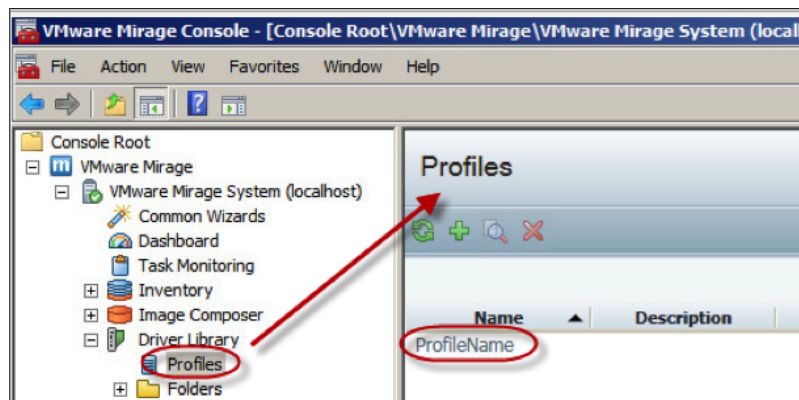 VMware Mirage Console - [Console Root\VMware Mirage\VMware Mirage System (local
File Action View Favorites Window Help
Console Root
VMware Mirage
VMware Mirage System (localhost)
Common Wizards
Dashboard
Task Monitoring
Inventory
Image Composer
Driver Library
Profiles
Folders
Profiles
Name Description
ProfileName